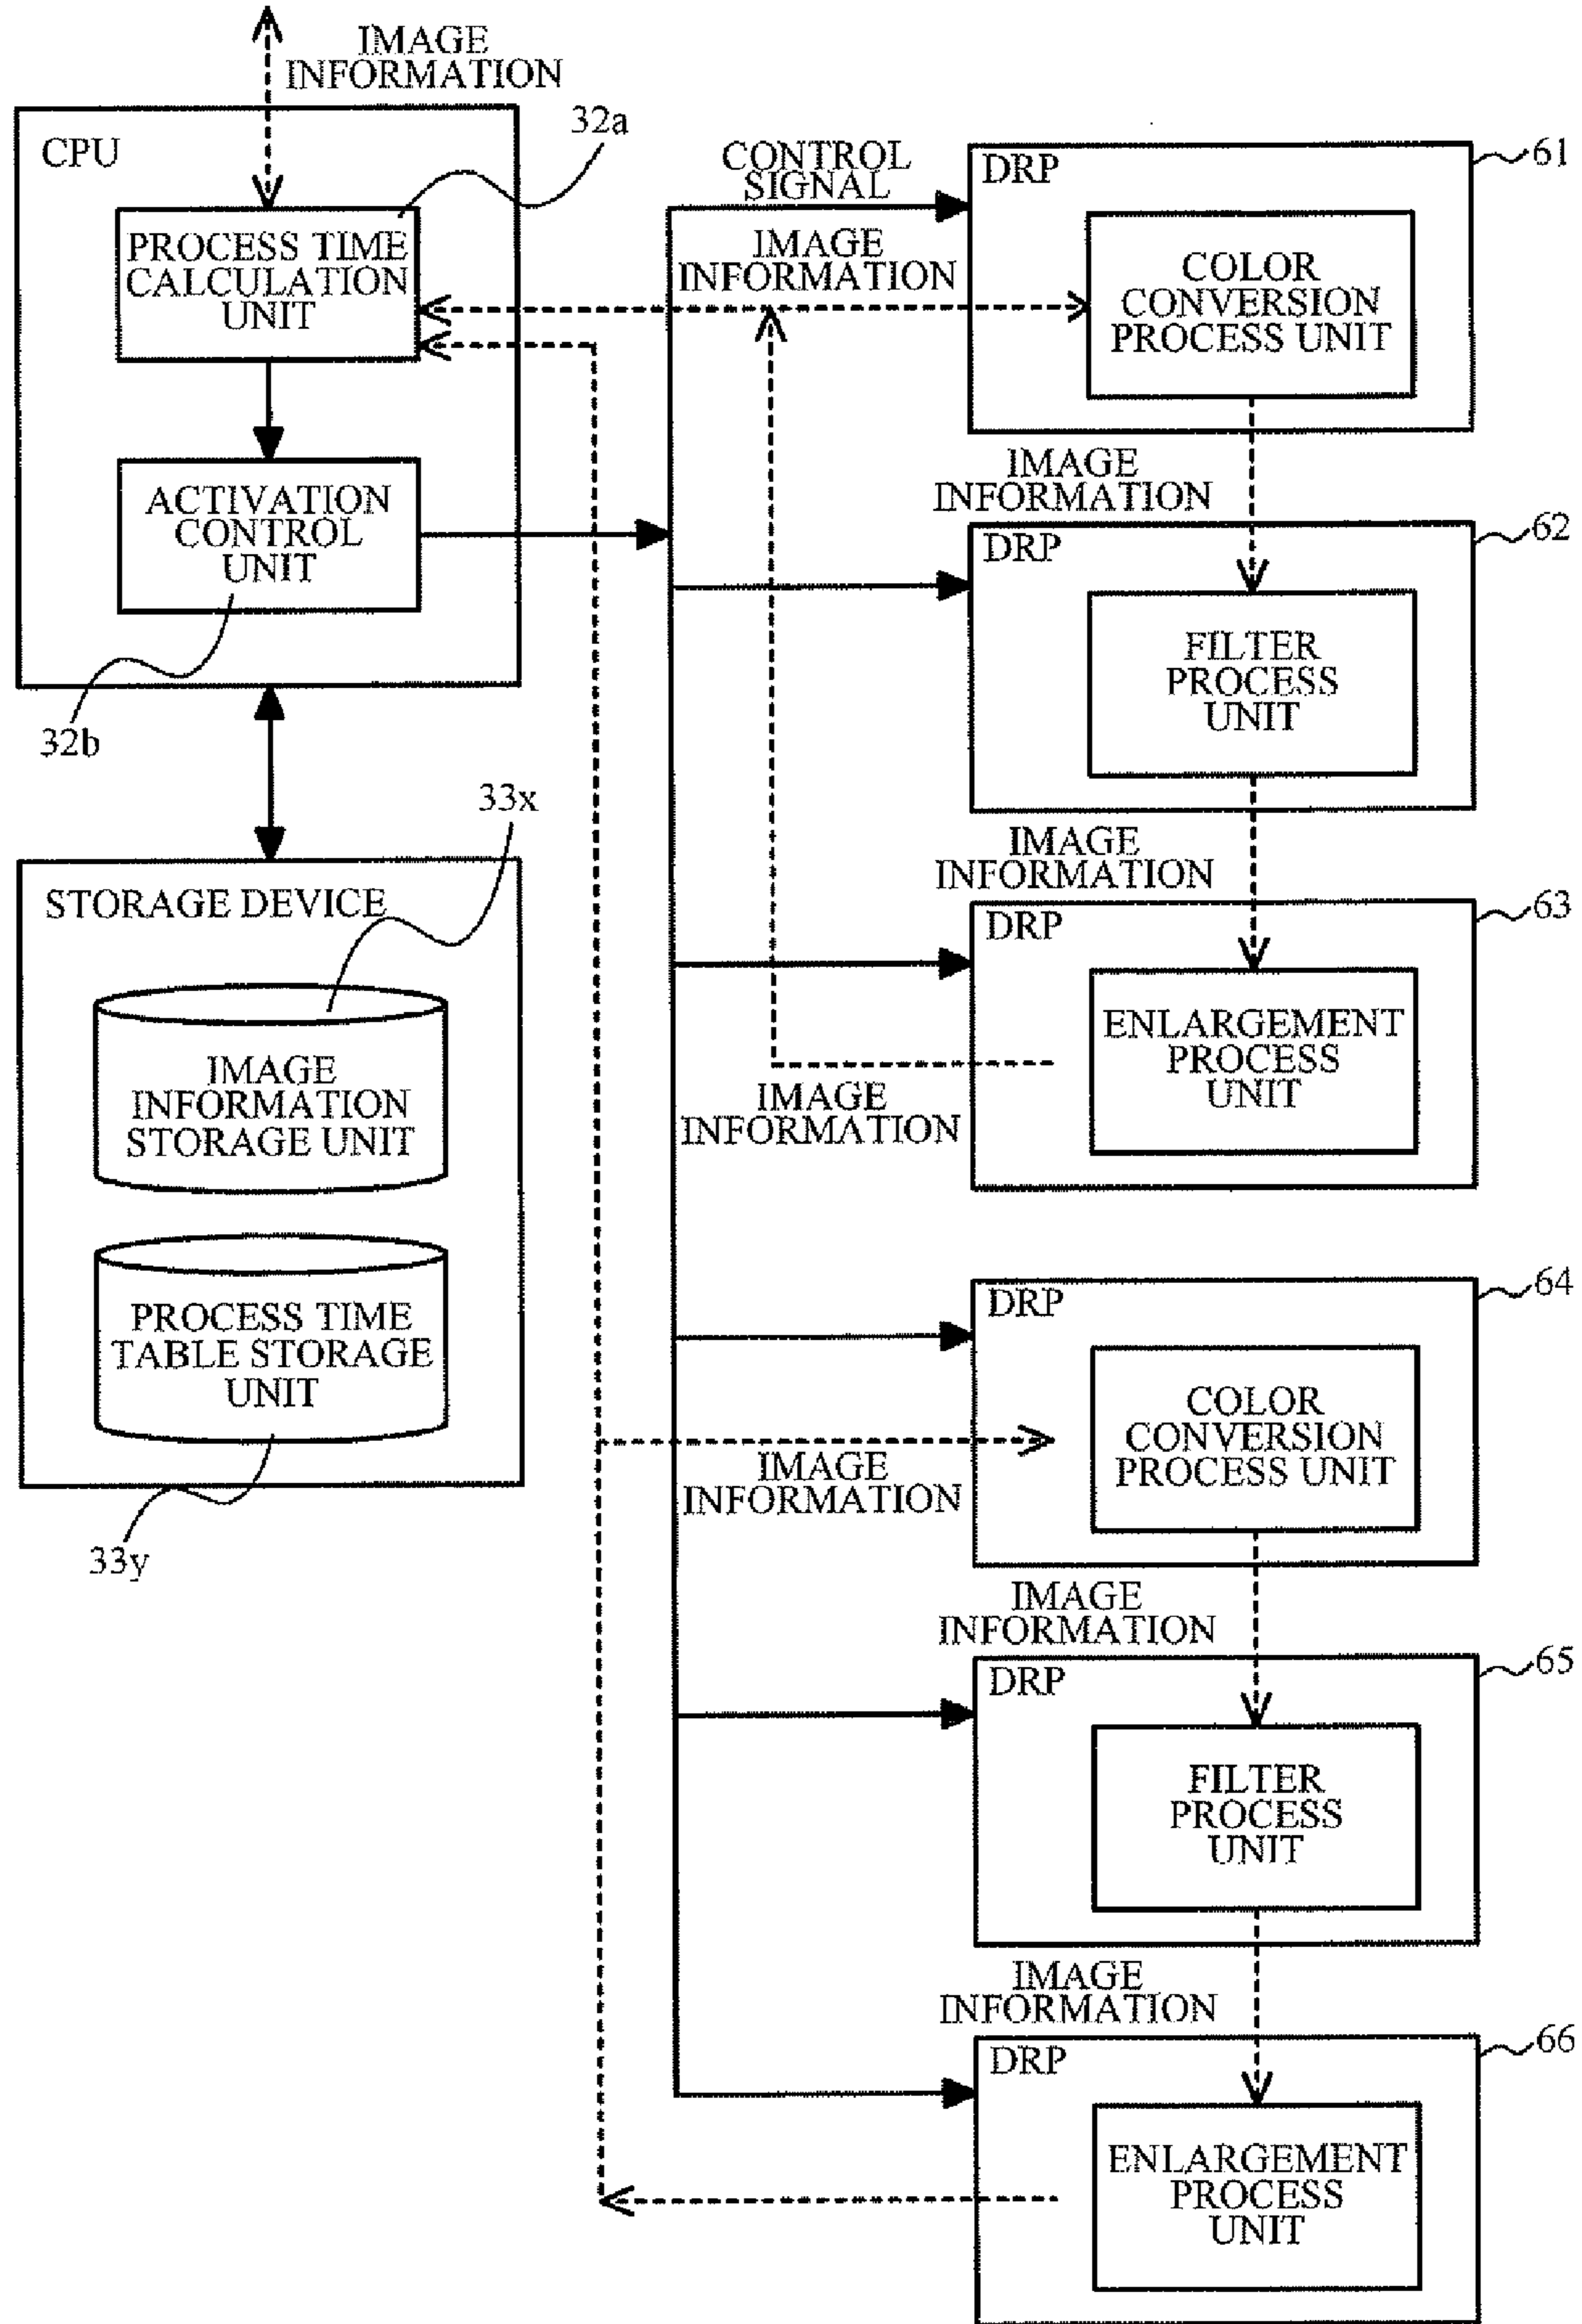 IMAGE
INFORMATION
CPU
32a
PROCESS TIME
CALCULATION
UNIT
ACTIVATION
CONTROL
UNIT
32b
33x
STORAGE DEVICE
IMAGE
INFORMATION
STORAGE UNIT
PROCESS TIME
TABLE STORAGE
UNIT
33y
CONTROL
SIGNAL
IMAGE
INFORMATION
DRP
61
COLOR
CONVERSION
PROCESS UNIT
IMAGE
INFORMATION
DRP
62
FILTER
PROCESS
UNIT
IMAGE
INFORMATION
DRP
63
ENLARGEMENT
PROCESS
UNIT
IMAGE
INFORMATION
DRP
64
COLOR
CONVERSION
PROCESS UNIT
IMAGE
INFORMATION
IMAGE
INFORMATION
DRP
65
FILTER
PROCESS
UNIT
IMAGE
INFORMATION
DRP
66
ENLARGEMENT
PROCESS
UNIT